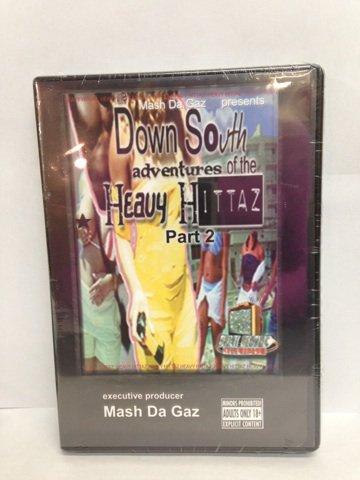 Mash Da Gaz presents
Down South
adventures of the
Heavy Hittaz
Part 2
executive producer
Mash Da Gaz
MINORS PROHIBITED
ADULTS ONLY 18+
EXPLICIT CONTENT